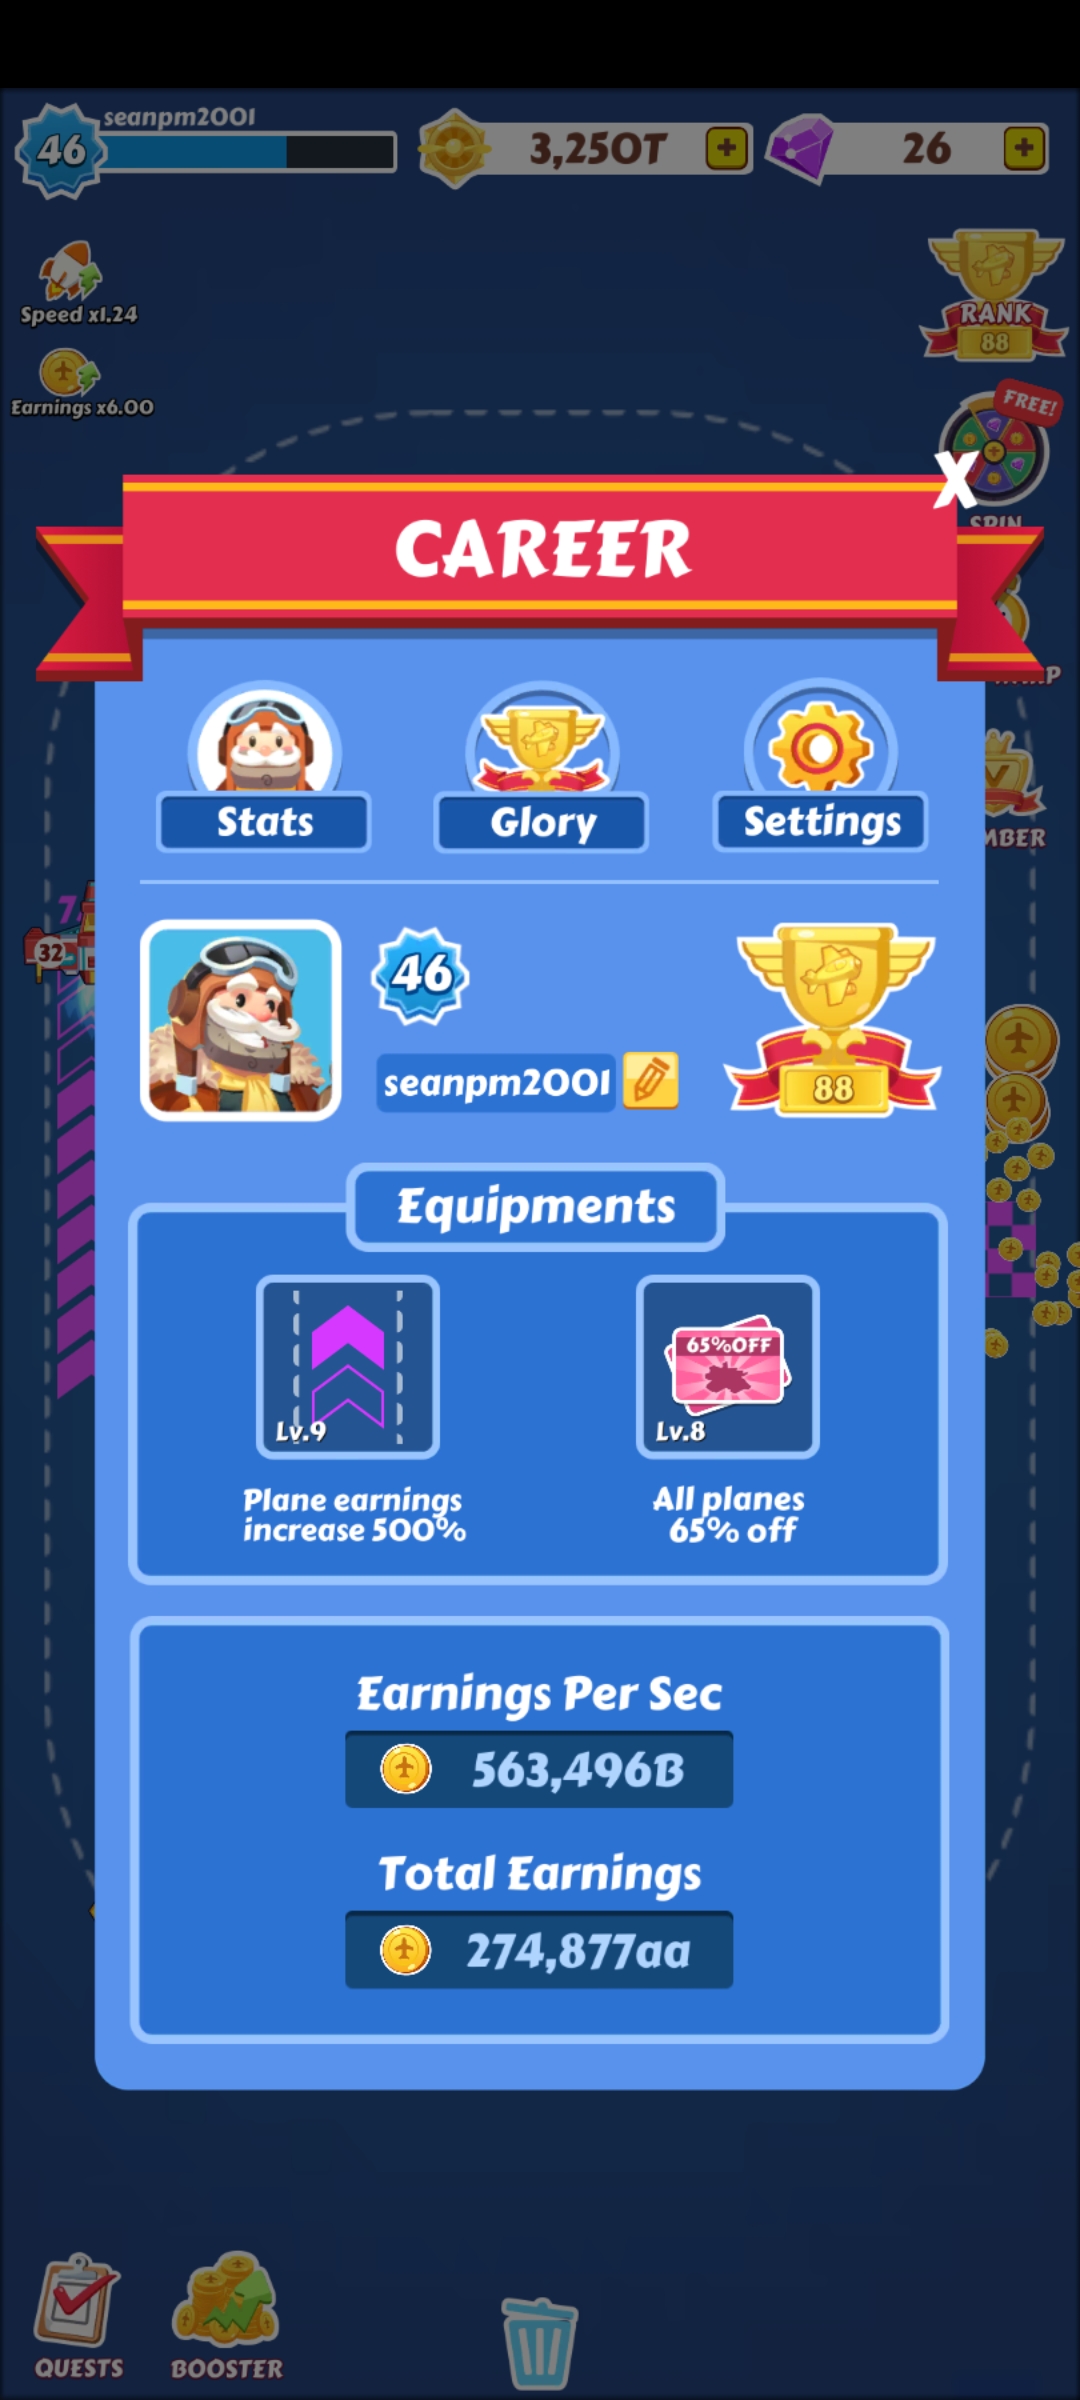 seanpm2001
46
3,250T
26
Speed x1.24
RANK
88
Earnings x6.00
FREE!
SPIN
CAREER
Stats
Glory
Settings
46
32
seanpm2001
88
Equipments
65%OFF
Lv.9
Lv.8
Plane earnings
increase 500%
All planes
65% off
Earnings Per Sec
563,496B
Total Earnings
274,877aa
QUESTS
BOOSTER